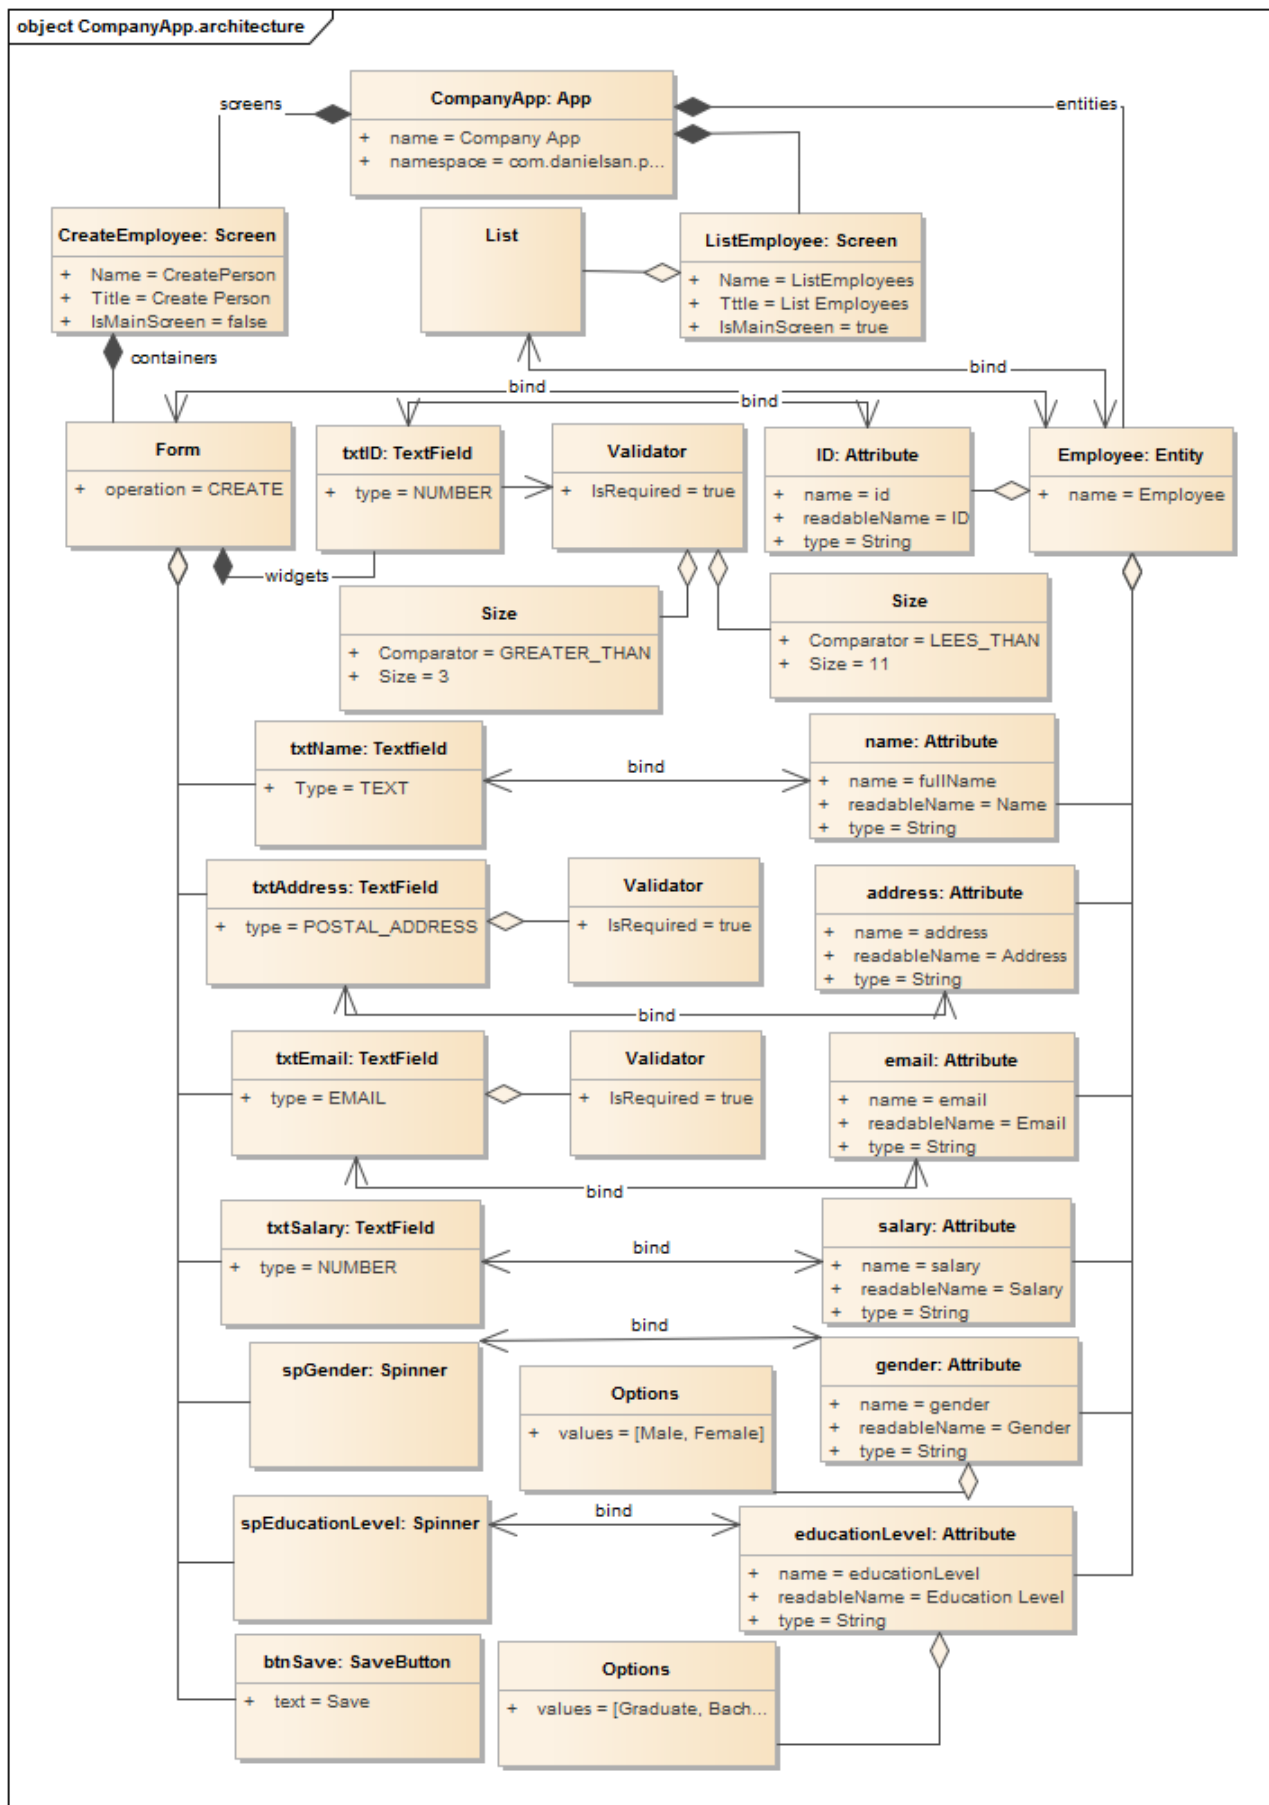 object CompanyApp.architecture
CompanyApp: App
+ name = Company App
+ namespace = com.danielsan.p...
screens
entities
CreateEmployee: Screen
+ Name = CreatePerson
+ Title = Create Person
+ IsMainScreen = false
List
ListEmployee: Screen
+ Name = ListEmployees
+ Tttle = List Employees
+ IsMainScreen = true
containers
bind
bind
bind
Form
+ operation = CREATE
txtID: TextField
+ type = NUMBER
Validator
+ IsRequired = true
ID: Attribute
+ name = id
+ readableName = ID
+ type = String
Employee: Entity
+ name = Employee
widgets
Size
+ Comparator = GREATER_THAN
+ Size = 3
Size
+ Comparator = LEES_THAN
+ Size = 11
txtName: Textfield
+ Type = TEXT
bind
name: Attribute
+ name = fullName
+ readableName = Name
+ type = String
txtAddress: TextField
+ type = POSTAL_ADDRESS
Validator
+ IsRequired = true
address: Attribute
+ name = address
+ readableName = Address
+ type = String
bind
txtEmail: TextField
+ type = EMAIL
Validator
+ IsRequired = true
email: Attribute
+ name = email
+ readableName = Email
+ type = String
bind
txtSalary: TextField
+ type = NUMBER
bind
salary: Attribute
+ name = salary
+ readableName = Salary
+ type = String
bind
spGender: Spinner
Options
+ values = [Male, Female]
gender: Attribute
+ name = gender
+ readableName = Gender
+ type = String
spEducationLevel: Spinner
bind
educationLevel: Attribute
+ name = educationLevel
+ readableName = Education Level
+ type = String
btnSave: SaveButton
+ text = Save
Options
+ values = [Graduate, Bach...